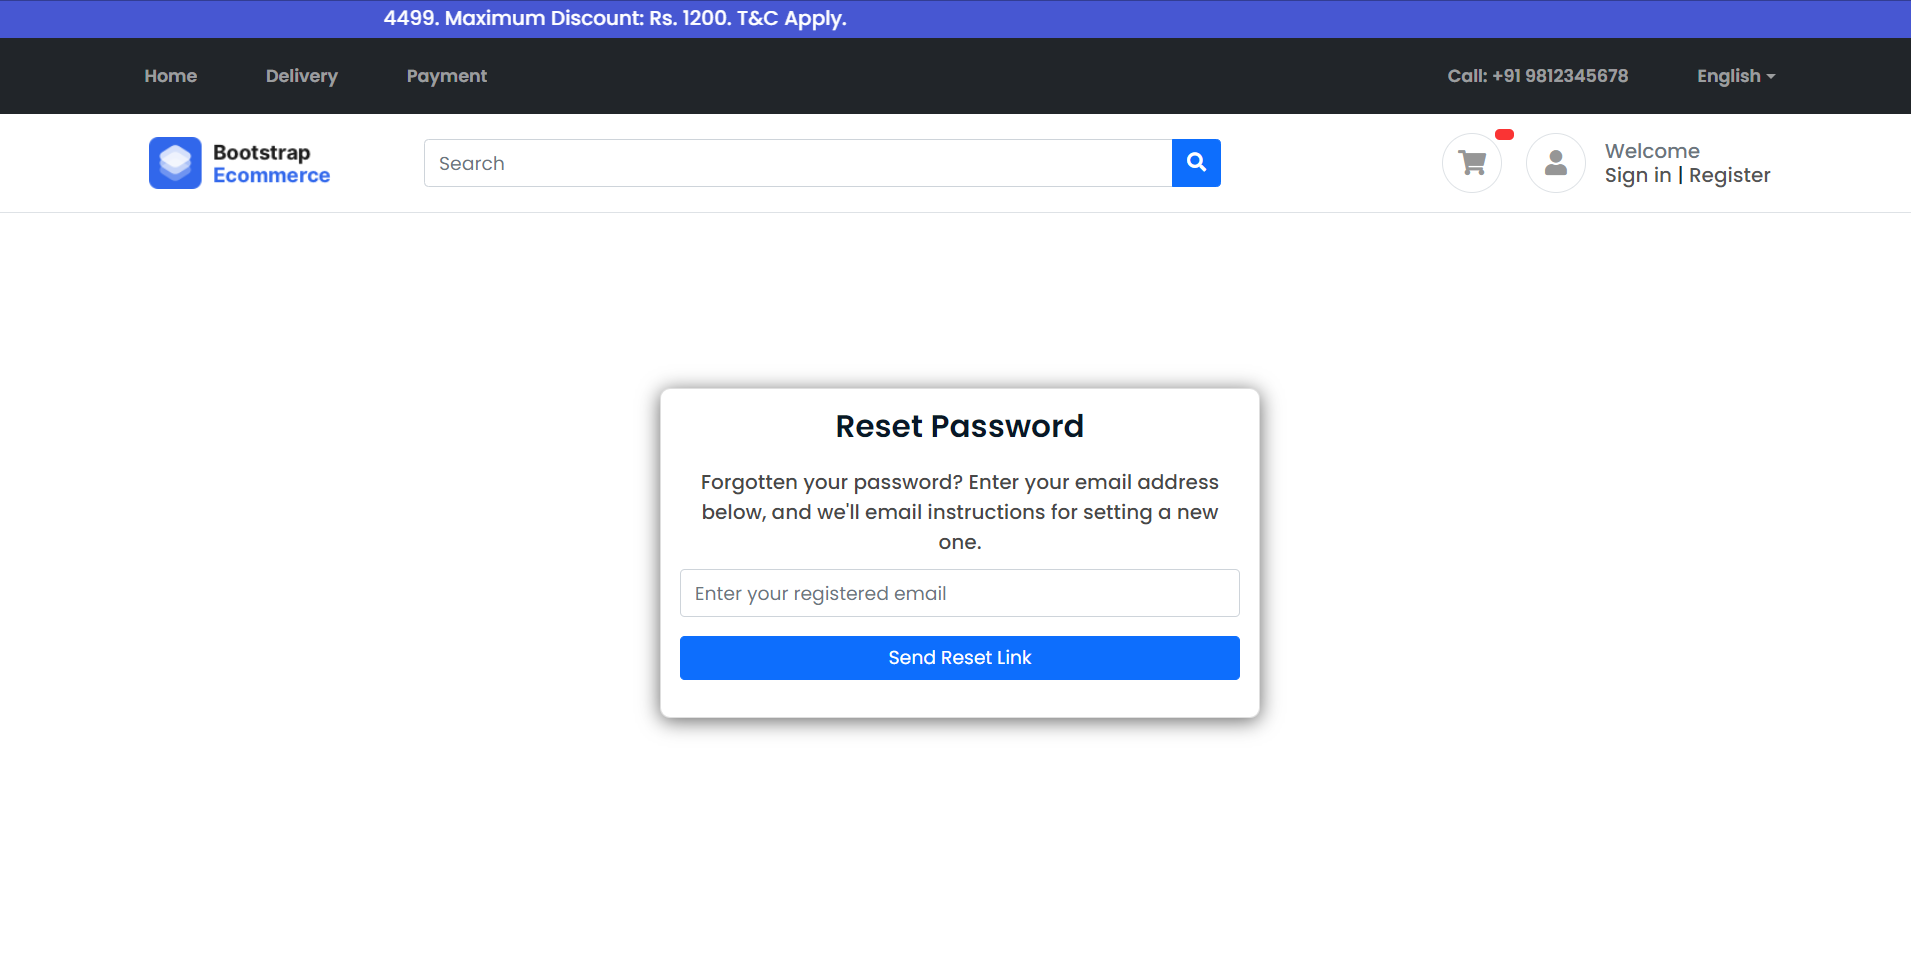 4499. Maximum Discount: Rs. 1200. T&C Apply.
Home Delivery Payment Call: +91 9812345678 English
Bootstrap
Ecommerce
Search
Welcome
Sign in | Register
Reset Password
Forgotten your password? Enter your email address
below, and we'll email instructions for setting a new
one.
Enter your registered email
Send Reset Link